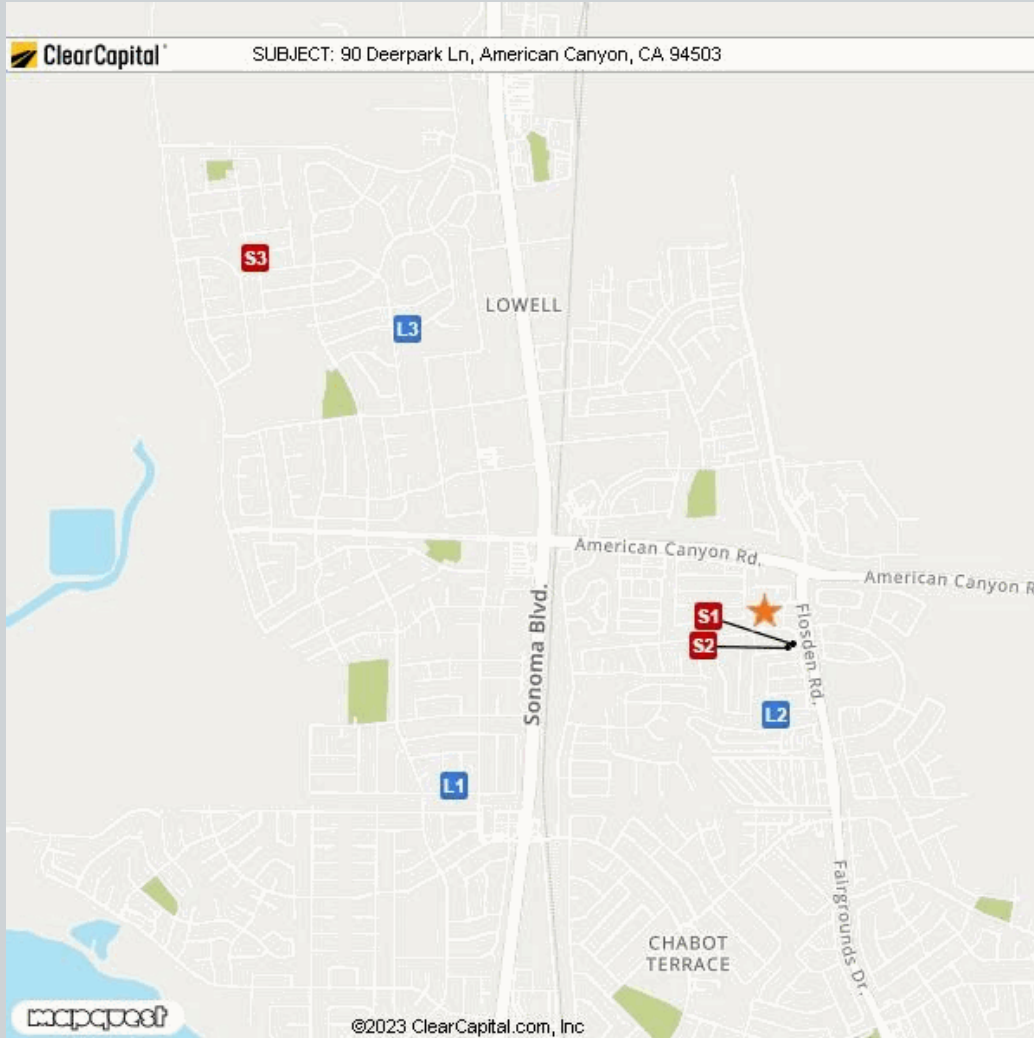 ClearCapital SUBJECT: 90 Deerpark Ln, American Canyon, CA 94503
S3
LOWELL
L3
American Canyon Rd.
American Canyon R
S1
S2
Flosden Rd.
Sonoma Blvd.
L2
L1
Fairgrounds Dr.
CHABOT
TERRACE
mapquest
©2023 ClearCapital.com, Inc